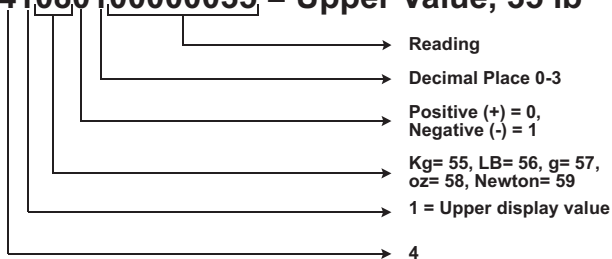 = Upper Value, lb
Reading
Decimal Place 0-3
Positive (+) = 0,
Negative (-) = 1
Kg= 55, LB= 56, g= 57,
oz= 58, Newton= 59
1 = Upper display value
4